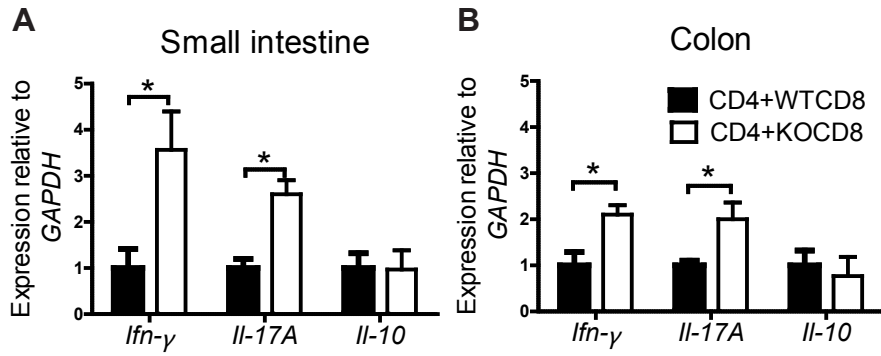 A
Small intestine
Expression relative to
GAPDH
5
4
3
2
1
0
*
*
Ifn-γ
Il-17A
Il-10
B
Colon
Expression relative to
GAPDH
5
4
3
2
1
0
CD4+WTCD8
CD4+KOCD8
*
*
Ifn-γ
Il-17A
Il-10